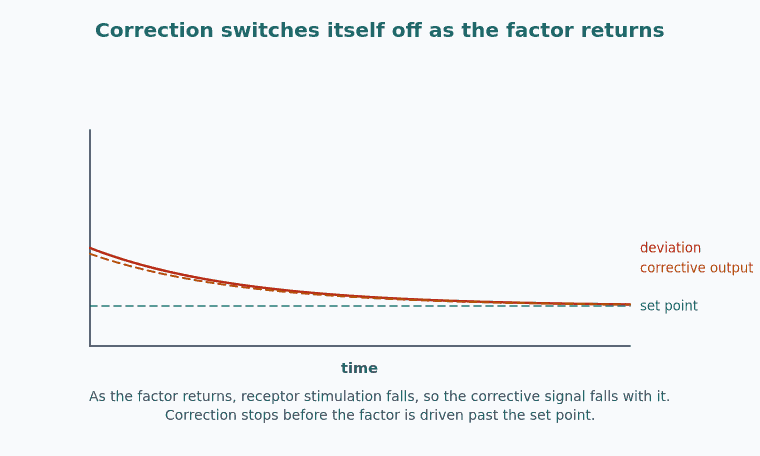 Correction switches itself off as the factor returns
deviation
corrective output
set point
time
As the factor returns, receptor stimulation falls, so the corrective signal falls with it.
Correction stops before the factor is driven past the set point.